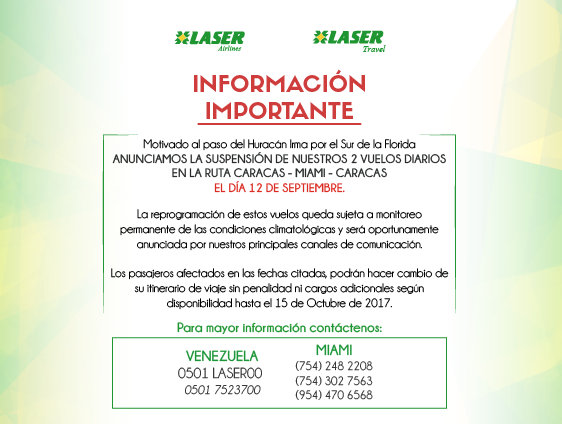 LASER LASER
Airlines Travel
INFORMACIÓN
IMPORTANTE
Motivado al paso del Huracán Irma por el Sur de la Florida
ANUNCIAMOS LA SUSPENSIÓN DE NUESTROS 2 VUELOS DIARIOS
EN LA RUTA CARACAS - MIAMI - CARACAS
EL DÍA 12 DE SEPTIEMBRE.
La reprogramación de estos vuelos queda sujeta a monitoreo
permanente de las condiciones climatológicas y será oportunamente
anunciada por nuestros principales canales de comunicación.
Los pasajeros afectados en las fechas citadas, podrán hacer cambio de
su itinerario de viaje sin penalidad ni cargos adicionales según
disponibilidad hasta el 15 de Octubre de 2017.
Para mayor información contáctenos:
VENEZUELA
0501 LASER00
0501 7523700
MIAMI
(754) 248 2208
(754) 302 7563
(954) 470 6568